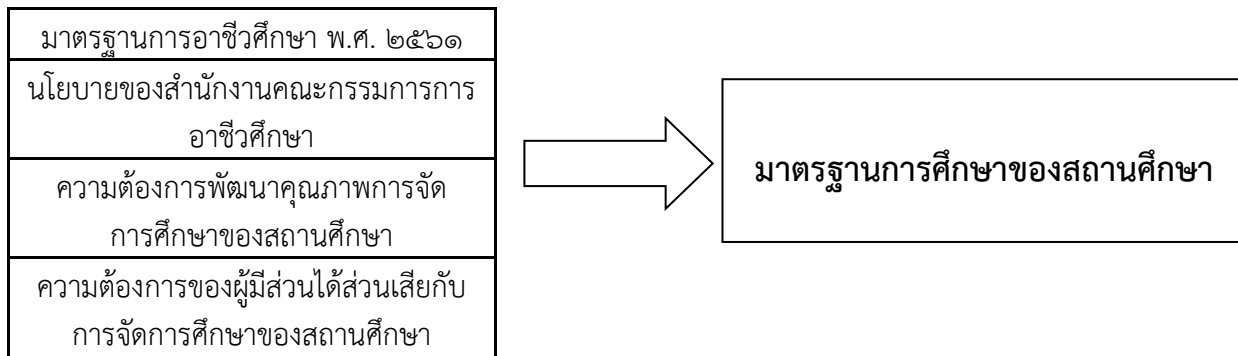 มาตรฐานการอาชีวศึกษา พ.ศ. ๒๕๖๑
นโยบายของสำนักงานคณะกรรมการการ
อาชีวศึกษา
ความต้องการพัฒนาคุณภาพการจัด
การศึกษาของสถานศึกษา
ความต้องการของผู้มีส่วนได้ส่วนเสียกับ
การจัดการศึกษาของสถานศึกษา
มาตรฐานการศึกษาของสถานศึกษา